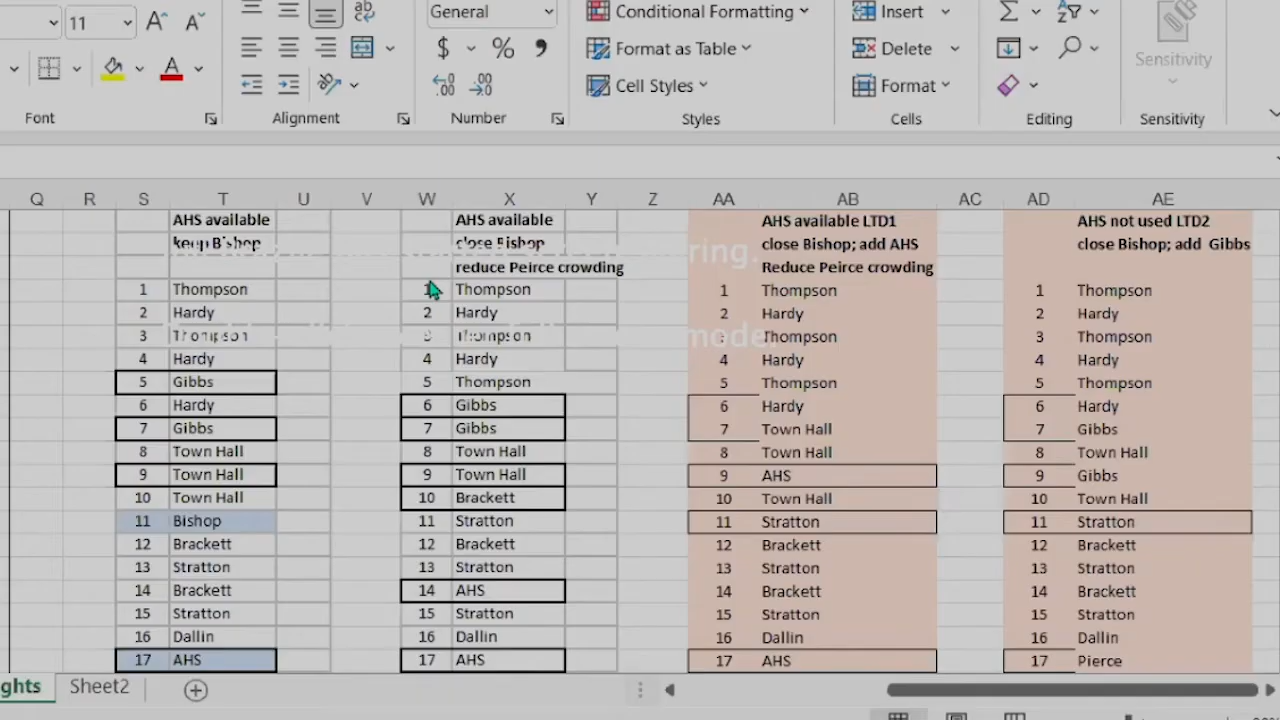 11
General
Conditional Formatting
Insert
Format as Table
Delete
Cell Styles
Format
Sensitivity
Font
Alignment
Number
Styles
Cells
Editing
Sensitivity
Q R S T U V W X Y Z AA AB AC AD AE
AHS available AHS available AHS available LTD1 AHS not used LTD2
keep Bishop close Bishop close Bishop; add AHS close Bishop; add Gibbs
reduce Peirce crowding Reduce Peirce crowding
1 Thompson 1 Thompson 1 Thompson 1 Thompson
2 Hardy 2 Hardy 2 Hardy 2 Hardy
3 Thompson 3 Thompson Thompson 3 Thompson
mode.
4 Hardy 4 Hardy 4 Hardy 4 Hardy
5 Gibbs 5 Thompson 5 Thompson 5 Thompson
6 Hardy 6 Gibbs 6 Hardy 6 Hardy
7 Gibbs 7 Gibbs 7 Town Hall 7 Gibbs
8 Town Hall 8 Town Hall 8 Town Hall 8 Town Hall
9 Town Hall 9 Town Hall 9 AHS 9 Gibbs
10 Town Hall 10 Brackett 10 Town Hall 10 Town Hall
11 Bishop 11 Stratton 11 Stratton 11 Stratton
12 Brackett 12 Brackett 12 Brackett 12 Brackett
13 Stratton 13 Stratton 13 Stratton 13 Stratton
14 Brackett 14 AHS 14 Brackett 14 Brackett
15 Stratton 15 Stratton 15 Stratton 15 Stratton
16 Dallin 16 Dallin 16 Dallin 16 Dallin
17 AHS 17 AHS 17 AHS 17 Pierce
ghts Sheet2